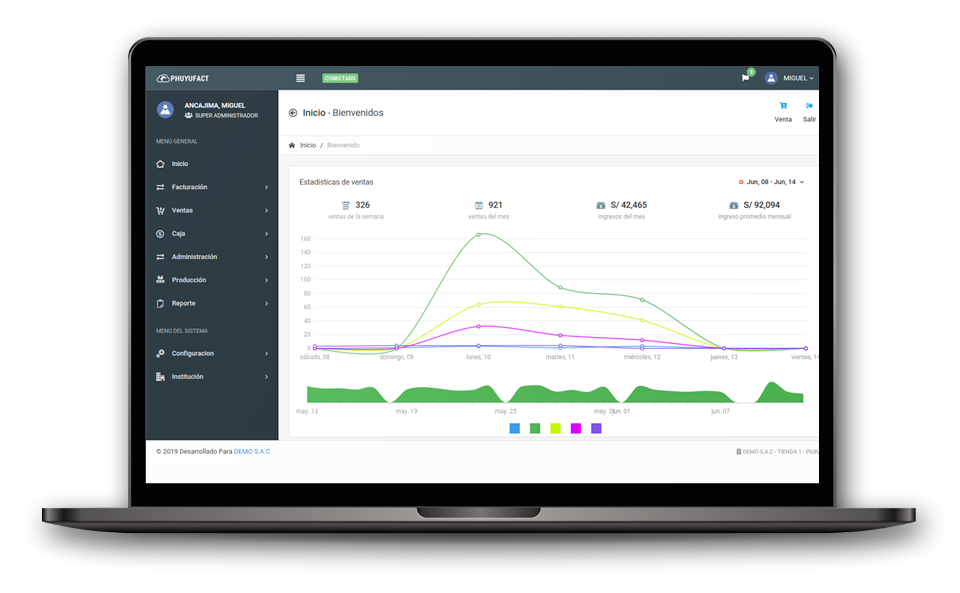 PHUYUFACT
CONECTADO
MIGUEL
ANCAJIMA, MIGUEL
SUPER ADMINISTRADOR
Inicio - Bienvenidos
Venta
Salir
MENÚ GENERAL
Inicio / Bienvenido
Inicio
Facturación
Ventas
Caja
Administración
Producción
Reporte
MENÚ DEL SISTEMA
Configuracion
Institución
Estadísticas de ventas
Jun, 08 - Jun, 14
326
ventas de la semana
921
ventas del mes
S/ 42,465
ingresos del mes
S/ 92,094
ingreso promedio mensual
160
140
120
100
80
60
40
20
0
sábado, 08
domingo, 09
lunes, 10
martes, 11
miércoles, 12
jueves, 13
viernes, 14
may. 13
may. 19
may. 25
may. 31
jun. 01
jun. 07
© 2019 Desarrollado Para DEMO S.A.C
DEMO S.A.C - TIENDA 1 - PIURA